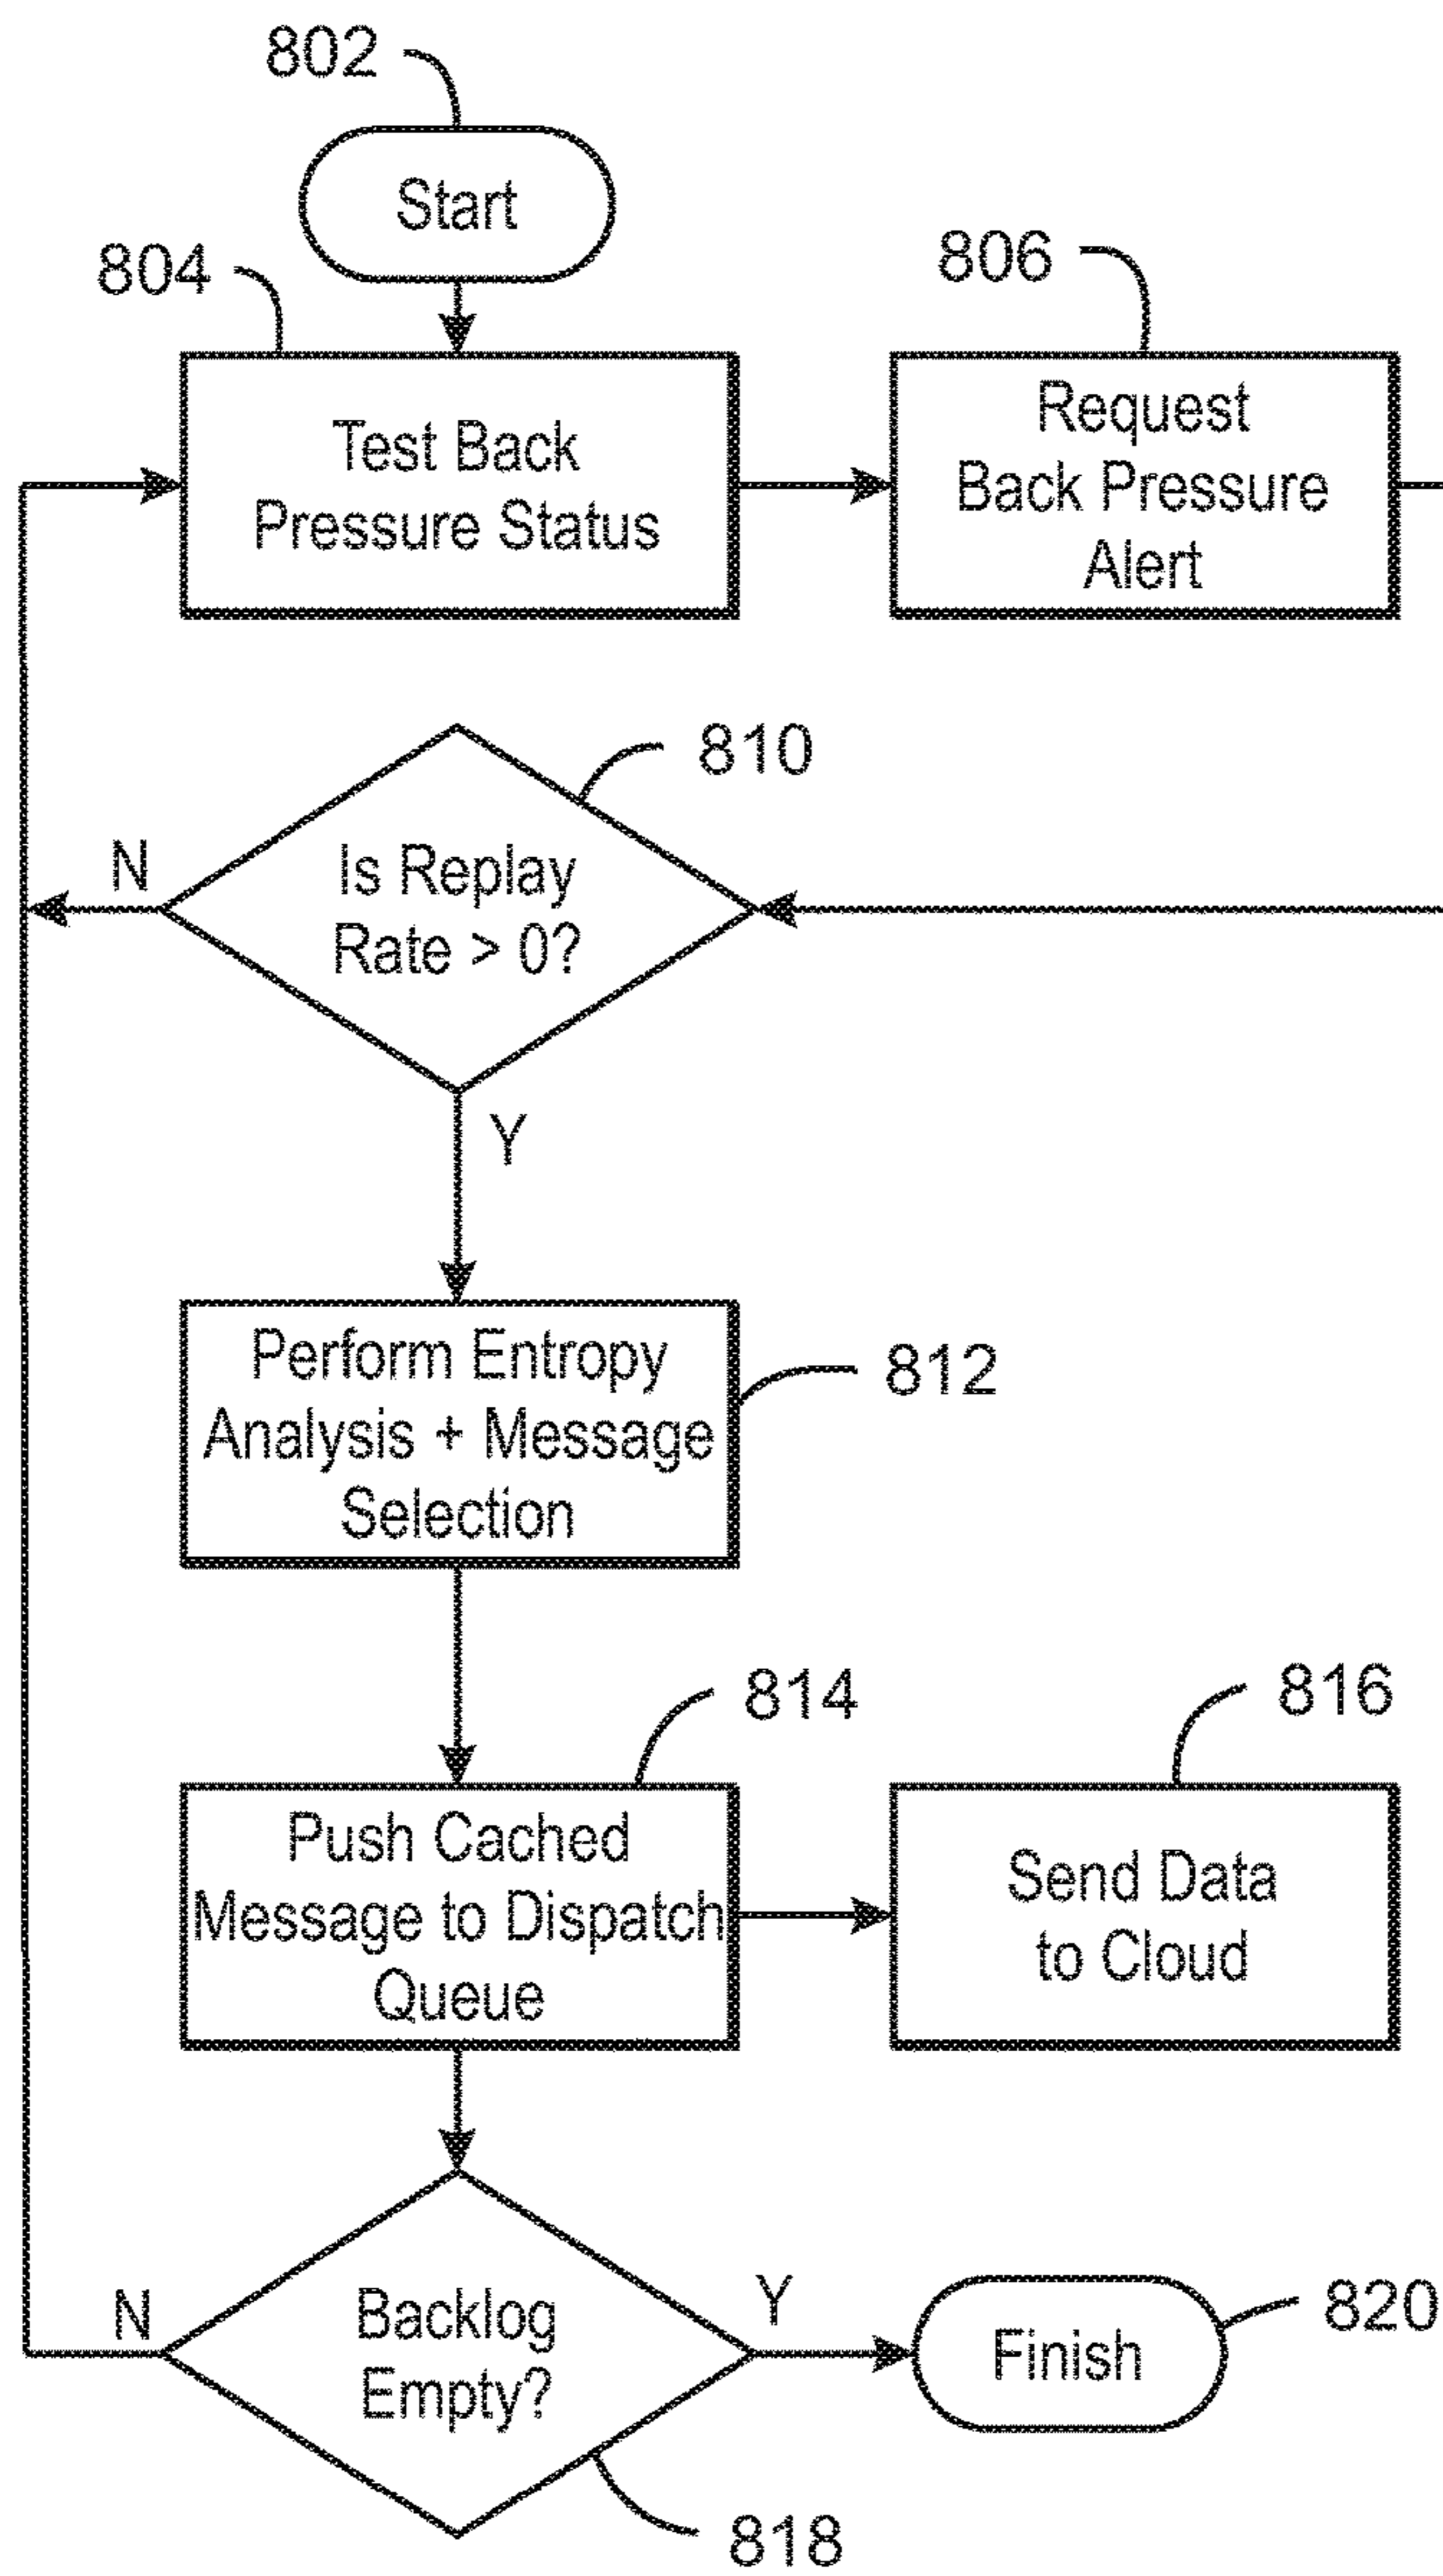 802
Start
804
Test Back
Pressure Status
806
Request
Back Pressure
Alert
810
Is Replay
Rate > 0?
N
Y
Perform Entropy
Analysis + Message
Selection
812
814
Push Cached
Message to Dispatch
Queue
816
Send Data
to Cloud
N
Backlog
Empty?
Y
Finish
820
818